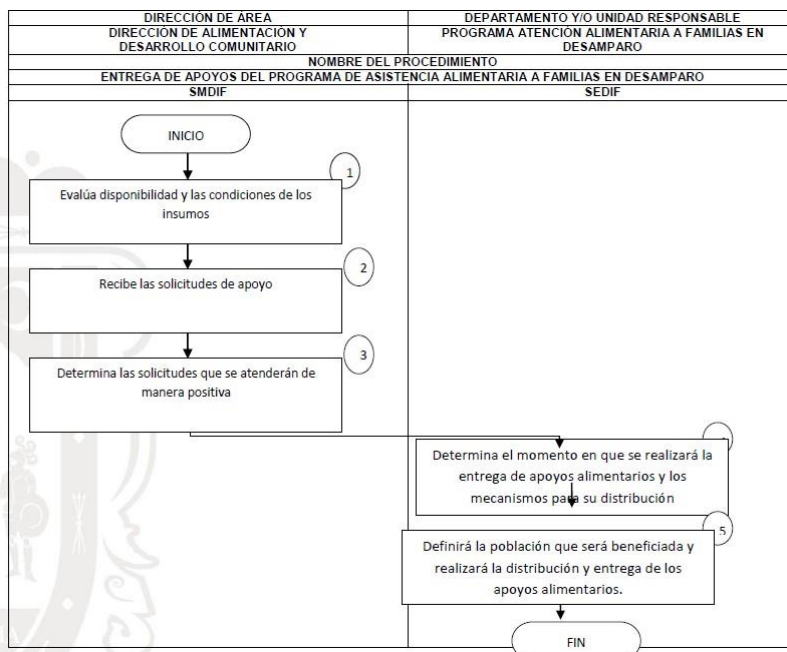 DIRECCIÓN DE ÁREA
DEPARTAMENTO Y/O UNIDAD RESPONSABLE
DIRECCIÓN DE ALIMENTACIÓN Y
DESARROLLO COMUNITARIO
PROGRAMA ATENCIÓN ALIMENTARIA A FAMILIAS EN
DESAMPARO
NOMBRE DEL PROCEDIMIENTO
ENTREGA DE APOYOS DEL PROGRAMA DE ASISTENCIA ALIMENTARIA A FAMILIAS EN DESAMPARO
SMDIF
SEDIF
INICIO
1
Evalúa disponibilidad y las condiciones de los
insumos
2
Recibe las solicitudes de apoyo
3
Determina las solicitudes que se atenderán de
manera positiva
Determina el momento en que se realizará la
entrega de apoyos alimentarios y los
mecanismos para su distribución
5
Definirá la población que será beneficiada y
realizará la distribución y entrega de los
apoyos alimentarios.
FIN